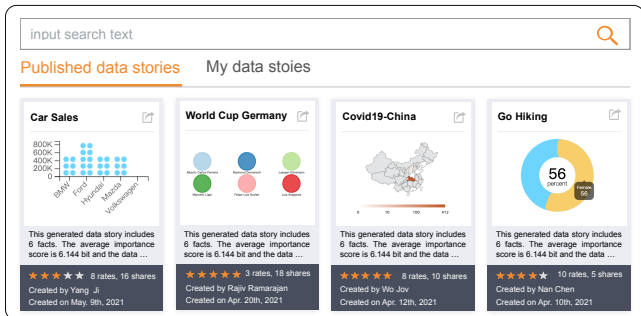 input search text
Published data stories
My data stoies
Car Sales
800K
600K
400K
200K
0
BMW
Ford
Hyundai
Mazda
Volkswagen
This generated data story includes
6 facts. The average importance
score is 6.144 bit and the data ...
8 rates, 16 shares
Created by Yang Ji
Created on May. 9th, 2021
World Cup Germany
This generated data story includes
6 facts. The average importance
score is 6.144 bit and the data ...
3 rates, 18 shares
Created by Rajiv Ramarajan
Created on Apr. 20th, 2021
Covid19-China
0
10
100
412
This generated data story includes
6 facts. The average importance
score is 6.144 bit and the data ...
8 rates, 10 shares
Created by Wo Jov
Created on Apr. 12th, 2021
Go Hiking
56
percent
Female
56
This generated data story includes
6 facts. The average importance
score is 6.144 bit and the data ...
10 rates, 5 shares
Created by Nan Chen
Created on Apr. 10th, 2021